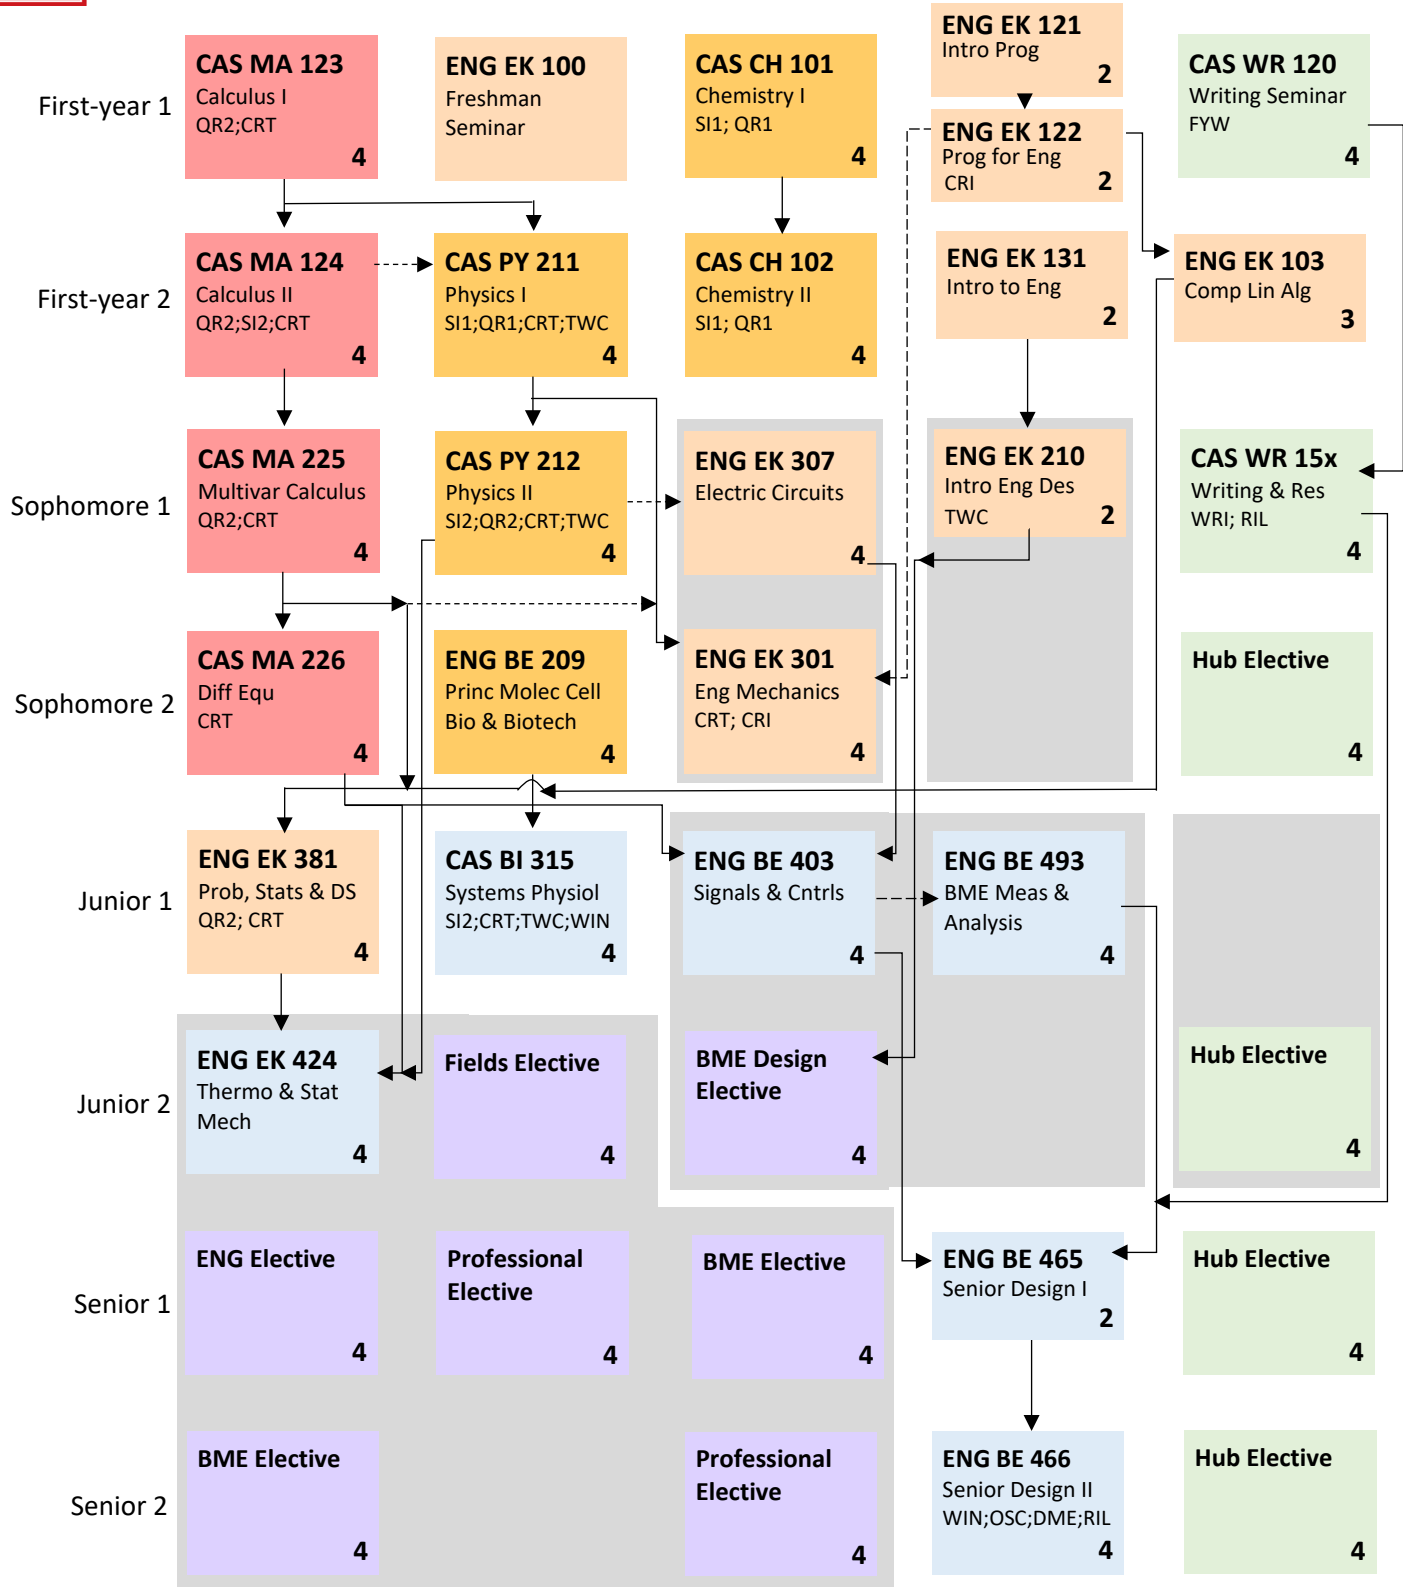 First-year 1
CAS MA 123
Calculus I
QR2;CRT
4
ENG EK 100
Freshman
Seminar
CAS CH 101
Chemistry I
SI1; QR1
4
ENG EK 121
Intro Prog
2
ENG EK 122
Prog for Eng
CRI
2
CAS WR 120
Writing Seminar
FYW
4
First-year 2
CAS MA 124
Calculus II
QR2;SI2;CRT
4
CAS PY 211
Physics I
SI1;QR1;CRT;TWC
4
CAS CH 102
Chemistry II
SI1; QR1
4
ENG EK 131
Intro to Eng
2
ENG EK 103
Comp Lin Alg
3
Sophomore 1
CAS MA 225
Multivar Calculus
QR2;CRT
4
CAS PY 212
Physics II
SI2;QR2;CRT;TWC
4
ENG EK 307
Electric Circuits
4
ENG EK 210
Intro Eng Des
TWC
2
CAS WR 15x
Writing & Res
WRI; RIL
4
Sophomore 2
CAS MA 226
Diff Equ
CRT
4
ENG BE 209
Princ Molec Cell
Bio & Biotech
4
ENG EK 301
Eng Mechanics
CRT; CRI
4
Hub Elective
4
Junior 1
ENG EK 381
Prob, Stats & DS
QR2; CRT
4
CAS BI 315
Systems Physiol
SI2;CRT;TWC;WIN
4
ENG BE 403
Signals & Cntrls
4
ENG BE 493
BME Meas &
Analysis
4
Junior 2
ENG EK 424
Thermo & Stat
Mech
4
Fields Elective
4
BME Design
Elective
4
Hub Elective
4
Senior 1
ENG Elective
4
Professional
Elective
4
BME Elective
4
ENG BE 465
Senior Design I
2
Hub Elective
4
Senior 2
BME Elective
4
Professional
Elective
4
ENG BE 466
Senior Design II
WIN;OSC;DME;RIL
4
Hub Elective
4